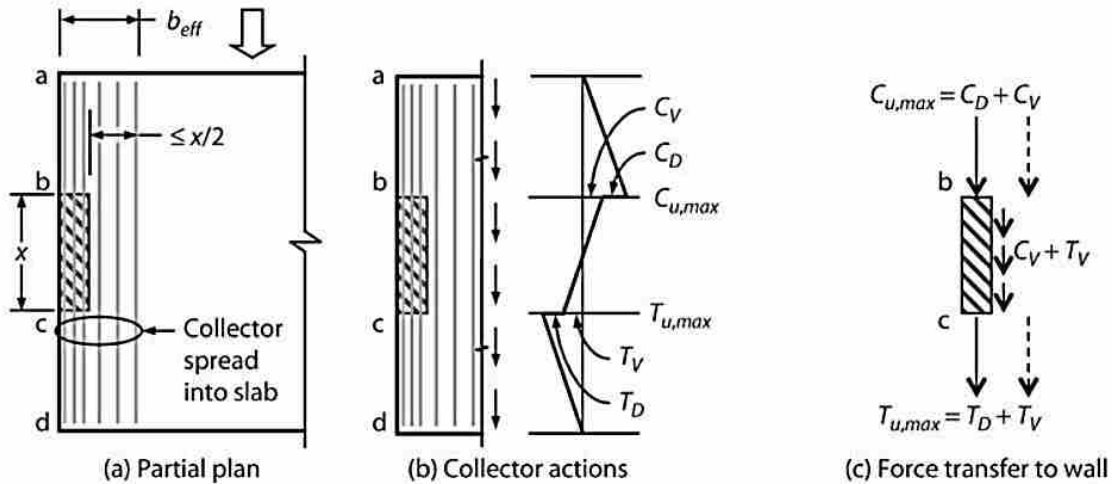 b_eff
a
≤ x/2
b
x
c
Collector
spread
into slab
d
(a) Partial plan
a
b
c
d
C_V
C_D
C_u,max
T_u,max
T_V
T_D
(b) Collector actions
C_u,max = C_D + C_V
b
C_V + T_V
c
T_u,max = T_D + T_V
(c) Force transfer to wall